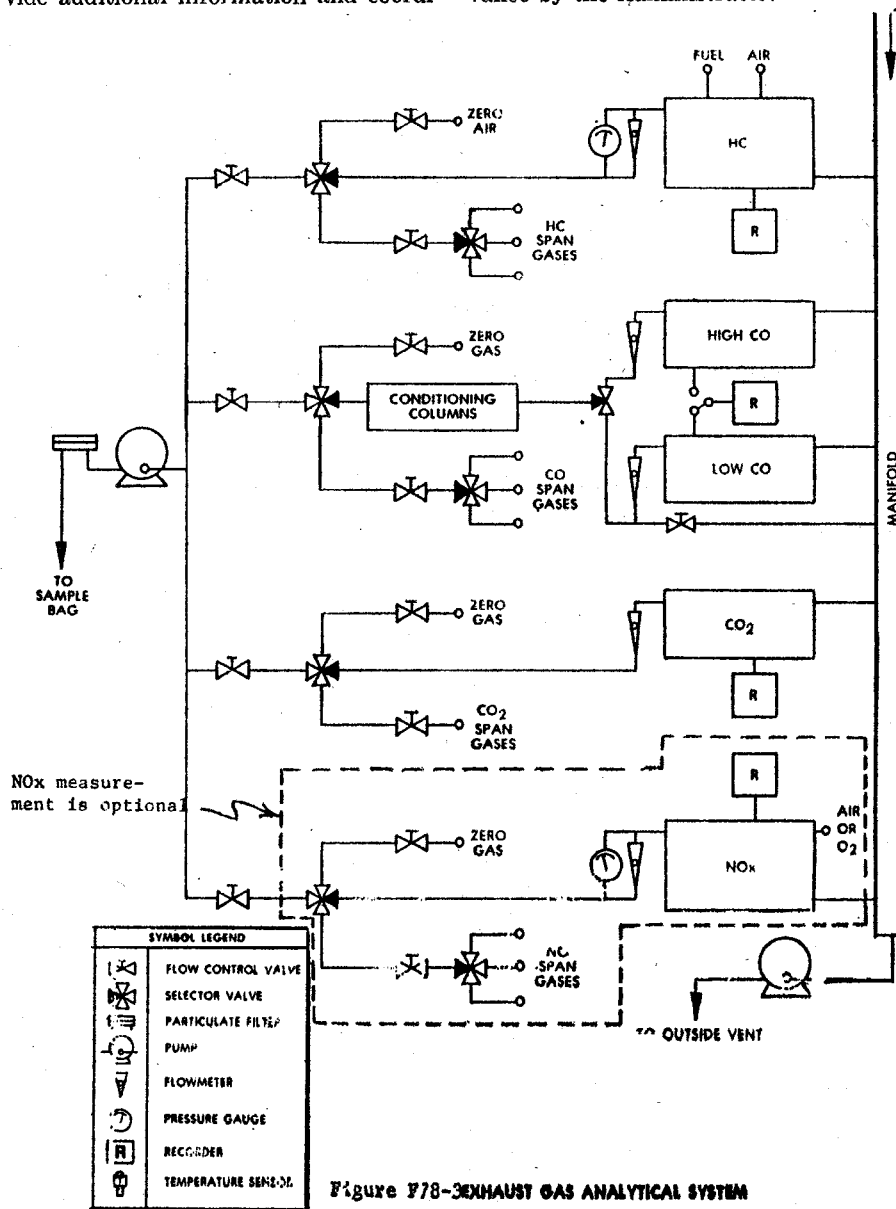 vide additional information and coordi- vance by the Administrator.
FUEL AIR
ZERO
AIR
HC
R
HC
SPAN
GASES
ZERO
GAS
HIGH CO
CONDITIONING
COLUMNS
R
LOW CO
CO
SPAN
GASES
MANIFOLD
TO
SAMPLE
BAG
ZERO
GAS
CO2
R
CO2
SPAN
GASES
NOx measure-
ment is optional
R
AIR
OR
O2
ZERO
GAS
NOx
NO
SPAN
GASES
SYMBOL LEGEND
FLOW CONTROL VALVE
SELECTOR VALVE
PARTICULATE FILTER
PUMP
FLOWMETER
PRESSURE GAUGE
R RECORDER
TEMPERATURE SENSOR
TO OUTSIDE VENT
Figure F78-3 EXHAUST GAS ANALYTICAL SYSTEM